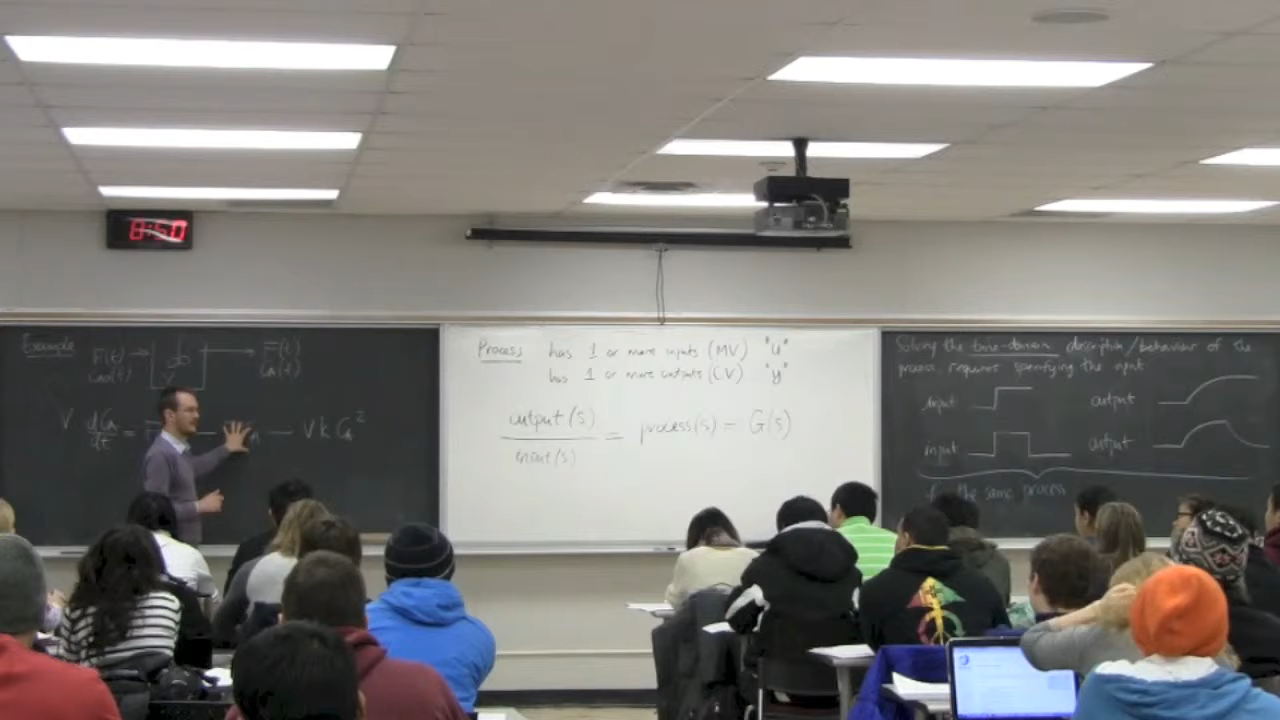 Example
F(t)
F(t)
CA0(t)
CA(t)
V dCA/dt =
— V k CA²
Process has 1 or more inputs (MV) "u"
has 1 or more outputs (CV) "y"
output(s)/input(s) = process(s) = G(s)
Solving the time-domain description/behaviour of the
process requires specifying the input
input output
input output
for the same process
8:50